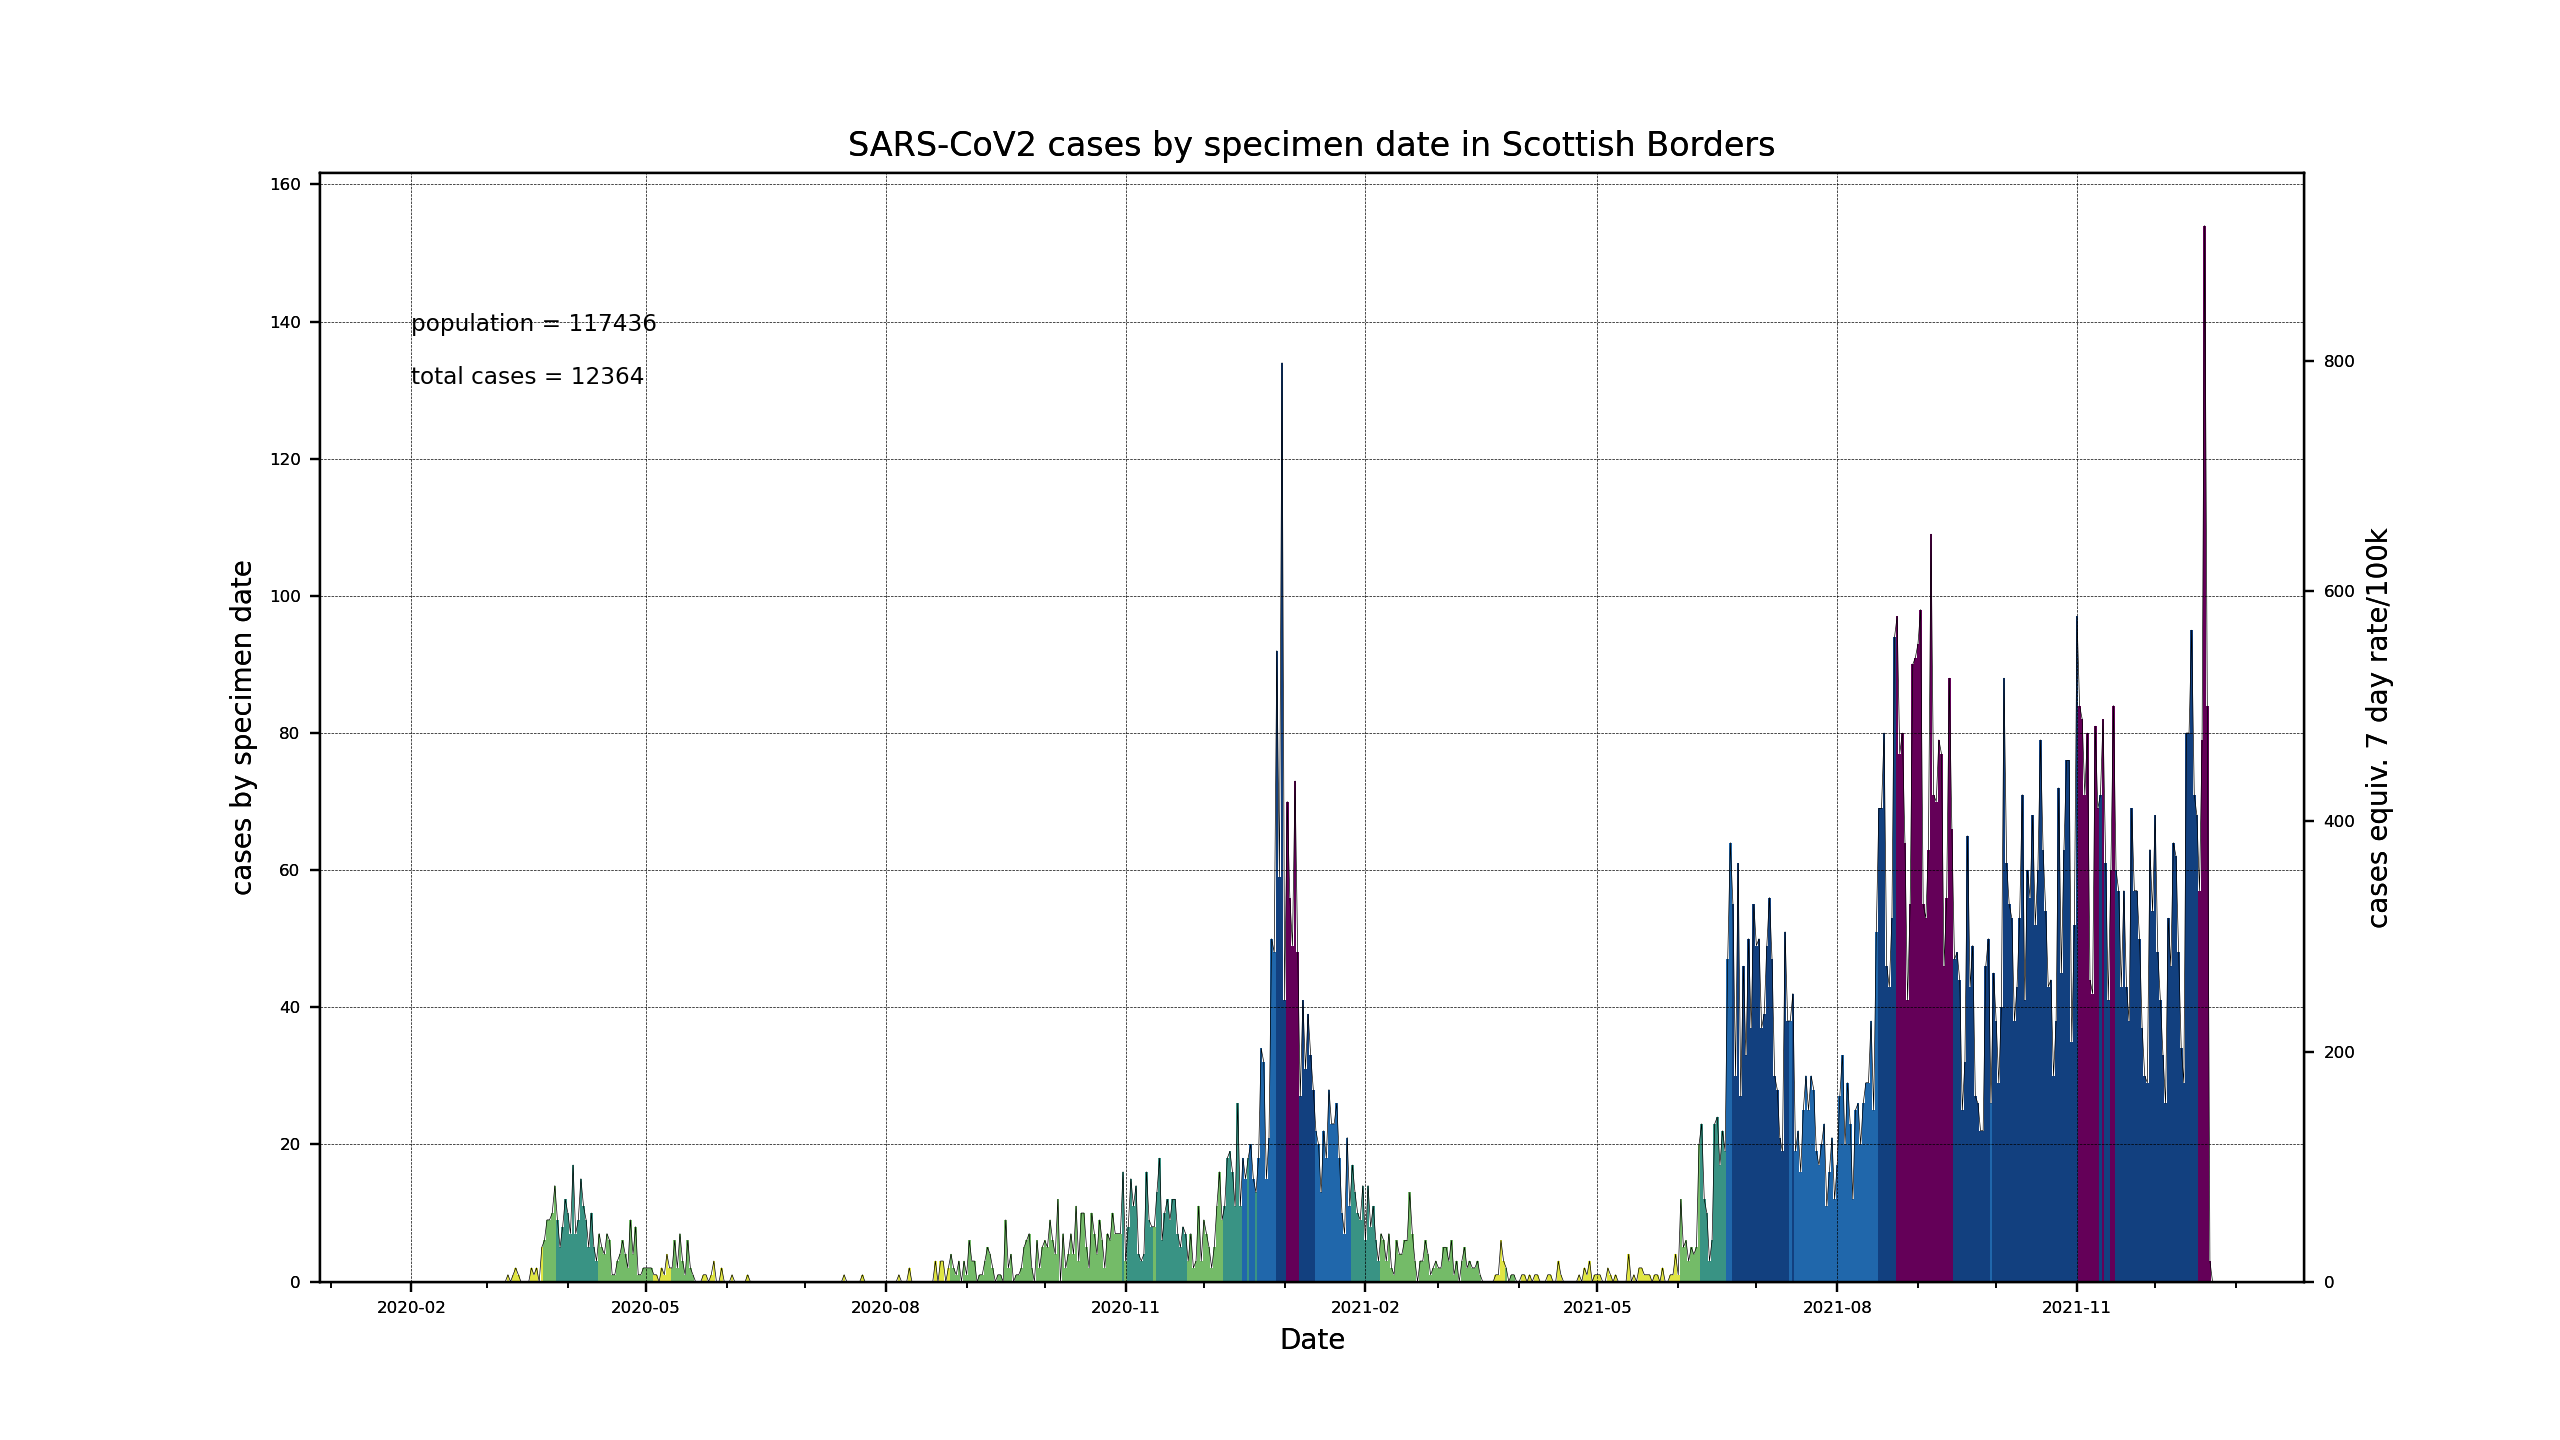 SARS-CoV2 cases by specimen date in Scottish Borders
cases by specimen date
160
140
120
100
80
60
40
20
0
population = 117436
total cases = 12364
800
600
400
200
0
cases equiv. 7 day rate/100k
2020-02 2020-05 2020-08 2020-11 2021-02 2021-05 2021-08 2021-11
Date